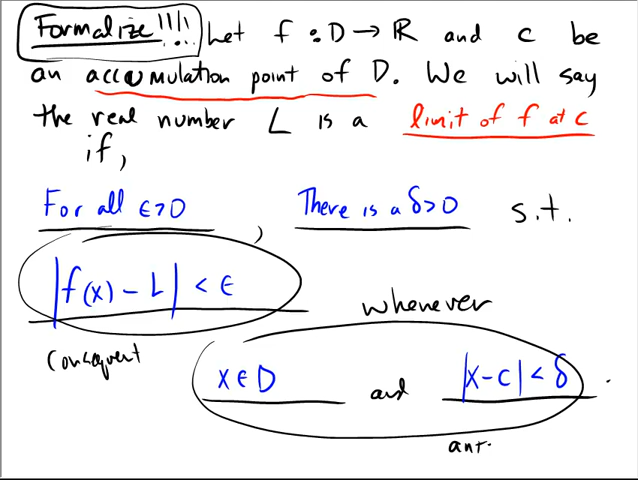 Formalize!!!! Let f : D → ℝ and c be
an accumulation point of D. We will say
the real number L is a limit of f at c
if,
For all ε>0, There is a δ>0 s.t.
|f(x) - L| < ε
whenever
consequent
x ∈ D and |x-c| < δ.
ant.